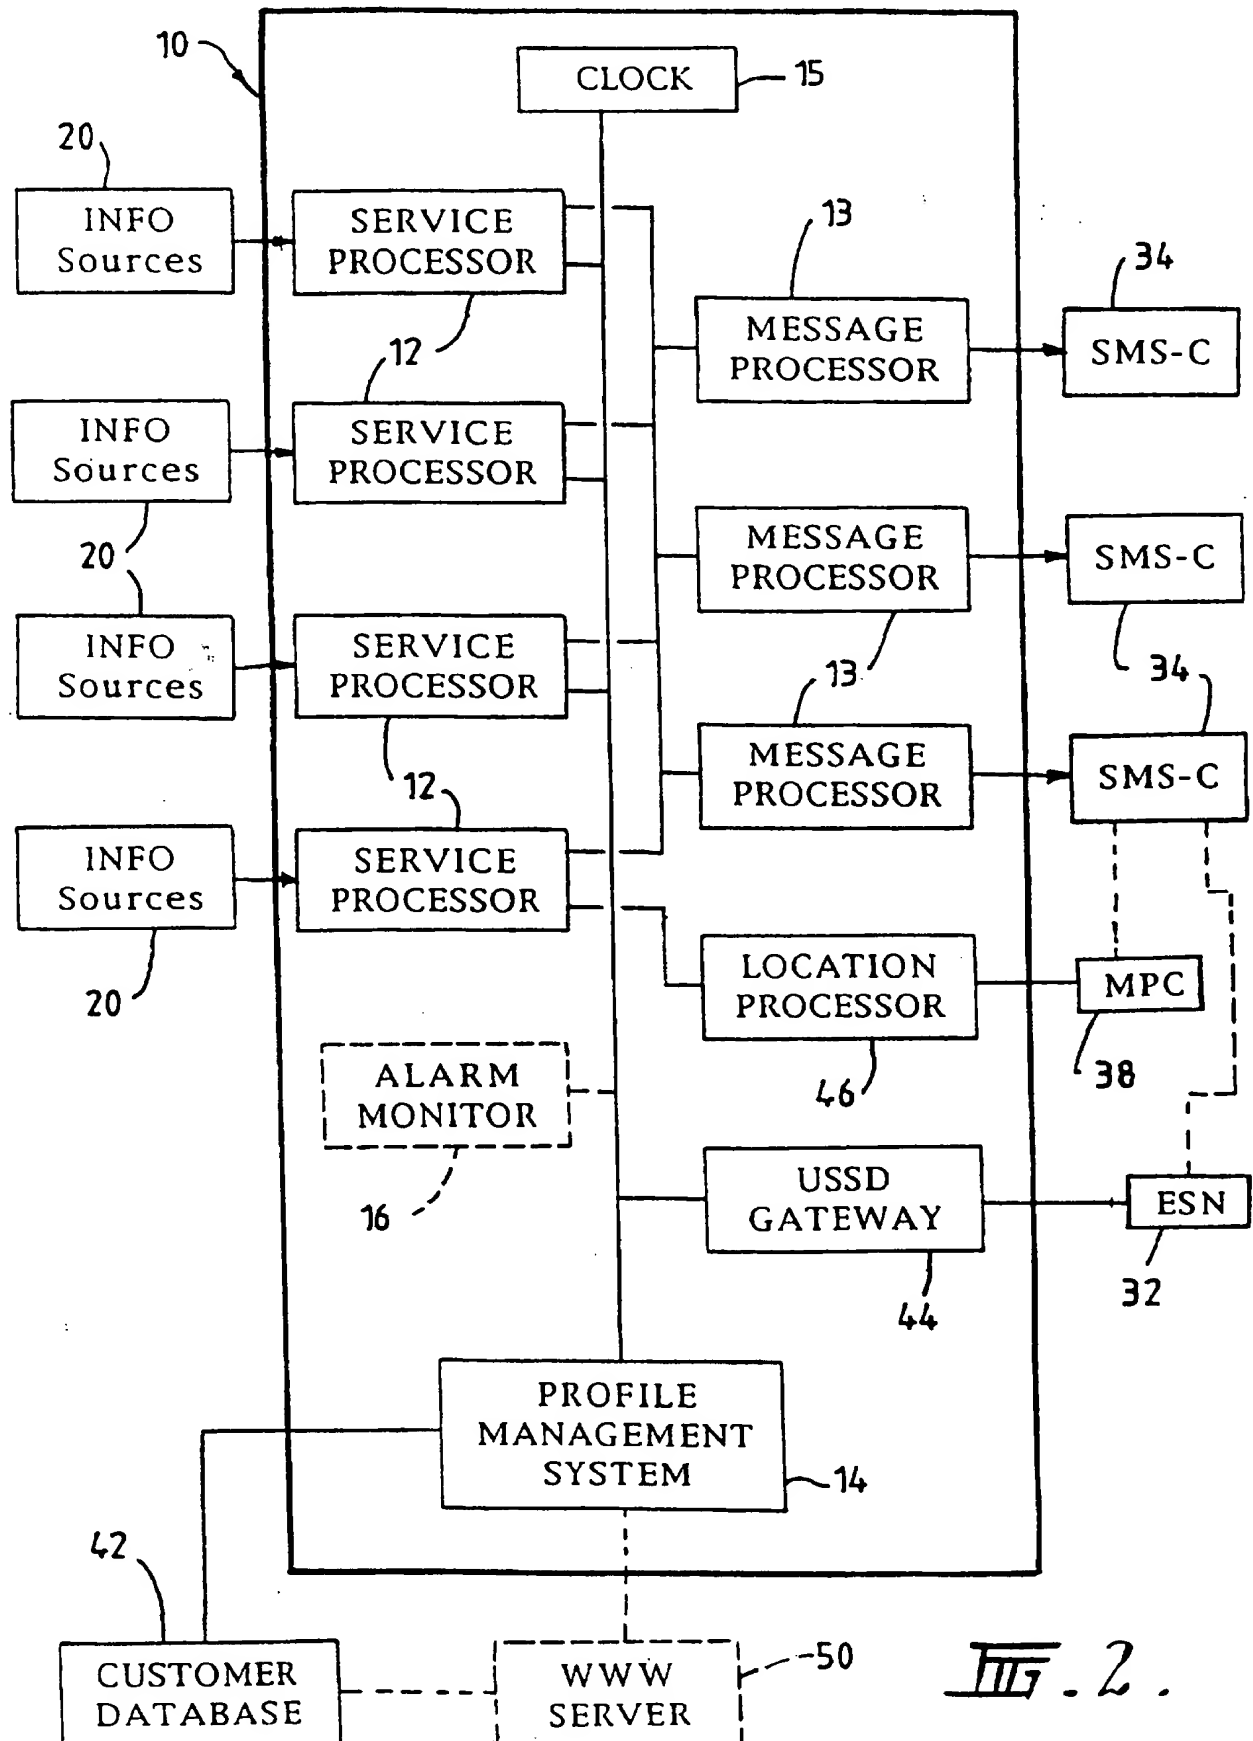 10
CLOCK
15
20
INFO
Sources
SERVICE
PROCESSOR
13
34
MESSAGE
PROCESSOR
SMS-C
12
INFO
Sources
SERVICE
PROCESSOR
20
MESSAGE
PROCESSOR
SMS-C
INFO
Sources
SERVICE
PROCESSOR
13
34
MESSAGE
PROCESSOR
SMS-C
12
INFO
Sources
SERVICE
PROCESSOR
20
LOCATION
PROCESSOR
MPC
46
38
ALARM
MONITOR
16
USSD
GATEWAY
ESN
44
32
PROFILE
MANAGEMENT
SYSTEM
14
42
CUSTOMER
DATABASE
WWW
SERVER
50
FIG. 2.